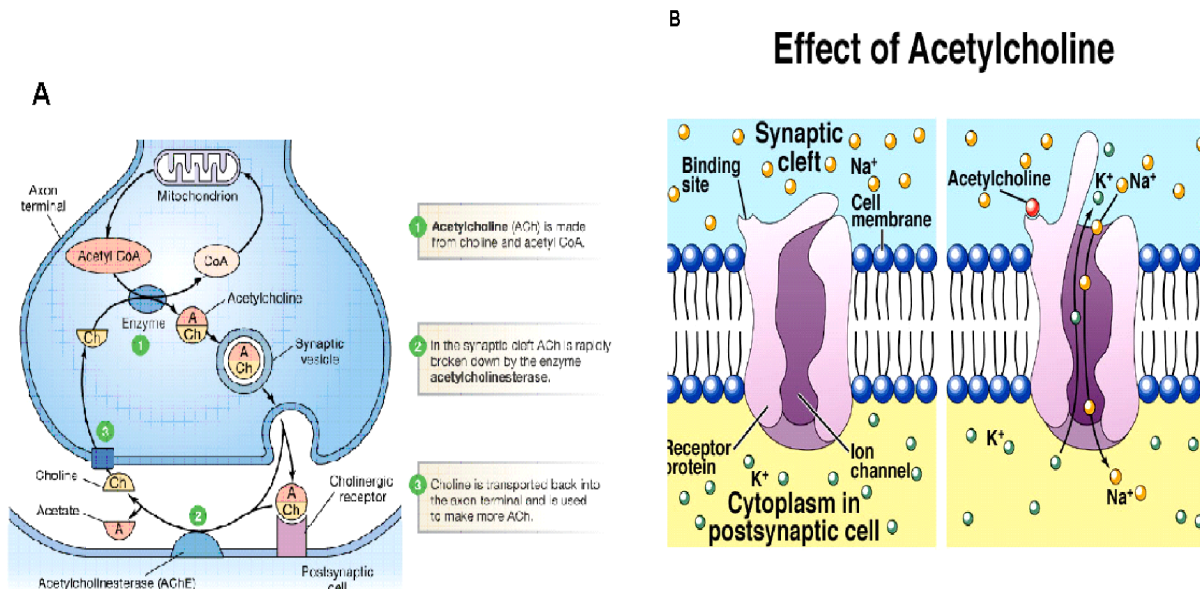 A
Axon
terminal
Mitochondrion
Acetyl CoA
CoA
Acetylcholine
A
Ch
Enzyme
1
Ch
A
Ch
Synaptic
vesicle
3
Choline
Ch
Acetate
A
2
A
Ch
Cholinergic
receptor
Acetylcholinesterase (AChE)
Postsynaptic
cell
1 Acetylcholine (ACh) is made
from choline and acetyl CoA.
2 In the synaptic cleft ACh is rapidly
broken down by the enzyme
acetylcholinesterase.
3 Choline is transported back into
the axon terminal and is used
to make more ACh.
B
Effect of Acetylcholine
Synaptic
cleft
Binding
site
Na⁺
Cell
membrane
Receptor
protein
Ion
channel
K⁺
Cytoplasm in
postsynaptic cell
Acetylcholine
K⁺
Na⁺
K⁺
Na⁺